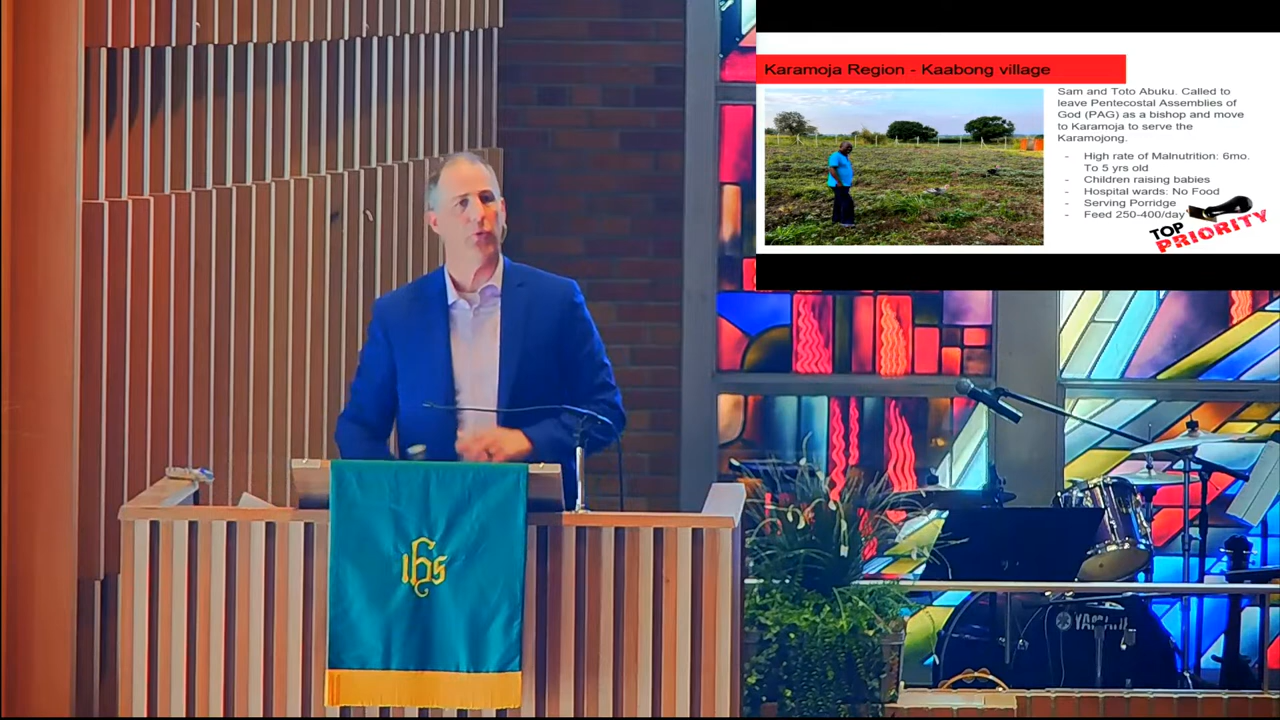 Karamoja Region - Kaabong village
Sam and Toto Abuku. Called to
leave Pentecostal Assemblies of
God (PAG) as a bishop and move
to Karamoja to serve the
Karamojong.
- High rate of Malnutrition: 6mo.
To 5 yrs old
- Children raising babies
- Hospital wards: No Food
- Serving Porridge
- Feed 250-400/day
TOP
PRIORITY
IHS
YAMAHA